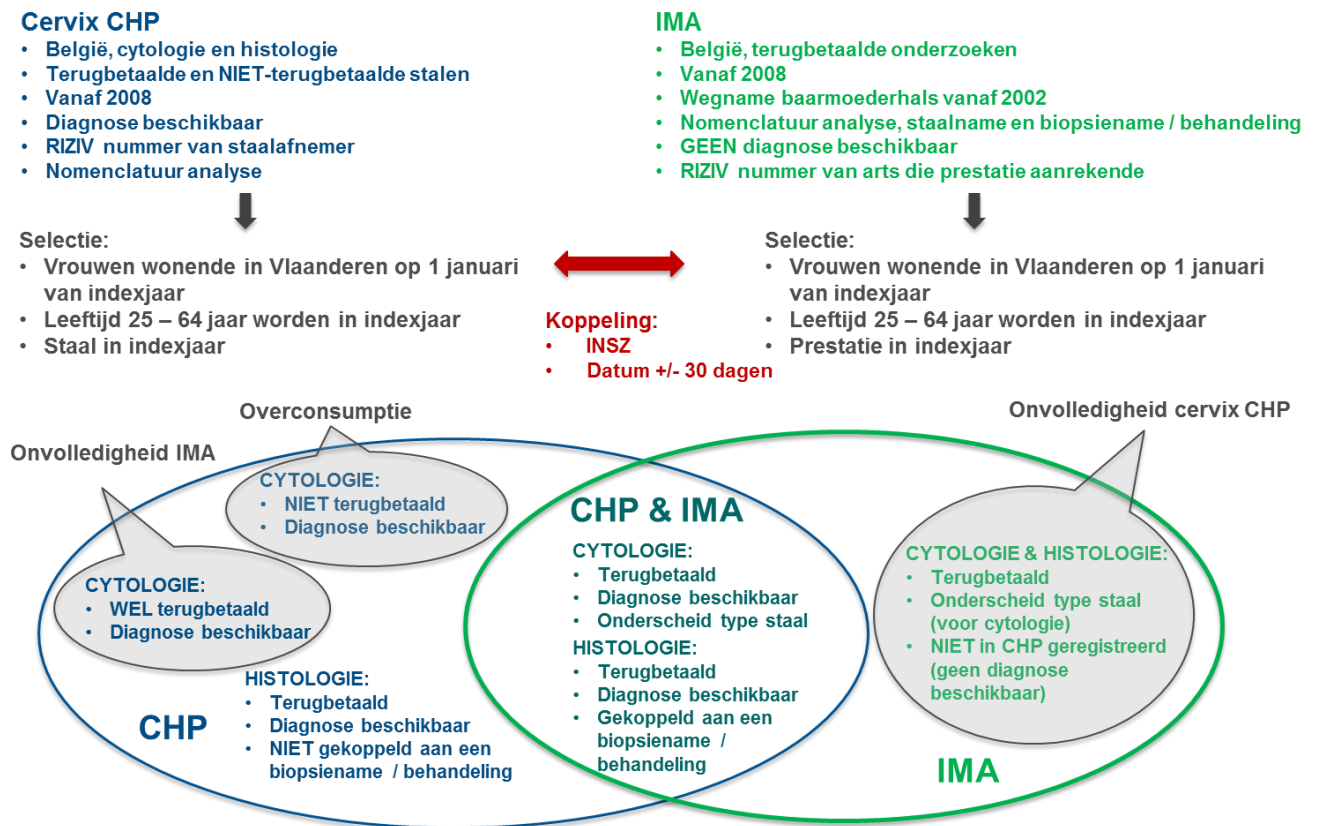 Cervix CHP
• België, cytologie en histologie
• Terugbetaalde en NIET-terugbetaalde stalen
• Vanaf 2008
• Diagnose beschikbaar
• RIZIV nummer van staalafnemer
• Nomenclatuur analyse
IMA
• België, terugbetaalde onderzoeken
• Vanaf 2008
• Wegname baarmoederhals vanaf 2002
• Nomenclatuur analyse, staalname en biopsiename / behandeling
• GEEN diagnose beschikbaar
• RIZIV nummer van arts die prestatie aanrekende
Selectie:
• Vrouwen wonende in Vlaanderen op 1 januari
van indexjaar
• Leeftijd 25 – 64 jaar worden in indexjaar
• Staal in indexjaar
Koppeling:
• INSZ
• Datum +/- 30 dagen
Selectie:
• Vrouwen wonende in Vlaanderen op 1 januari
van indexjaar
• Leeftijd 25 – 64 jaar worden in indexjaar
• Prestatie in indexjaar
Overconsumptie
Onvolledigheid IMA
Onvolledigheid cervix CHP
CYTOLOGIE:
• NIET terugbetaald
• Diagnose beschikbaar
CYTOLOGIE:
• WEL terugbetaald
• Diagnose beschikbaar
HISTOLOGIE:
• Terugbetaald
• Diagnose beschikbaar
• NIET gekoppeld aan een
biopsiename / behandeling
CHP
CHP & IMA
CYTOLOGIE:
• Terugbetaald
• Diagnose beschikbaar
• Onderscheid type staal
HISTOLOGIE:
• Terugbetaald
• Diagnose beschikbaar
• Gekoppeld aan een
biopsiename /
behandeling
CYTOLOGIE & HISTOLOGIE:
• Terugbetaald
• Onderscheid type staal
(voor cytologie)
• NIET in CHP geregistreerd
(geen diagnose
beschikbaar)
IMA